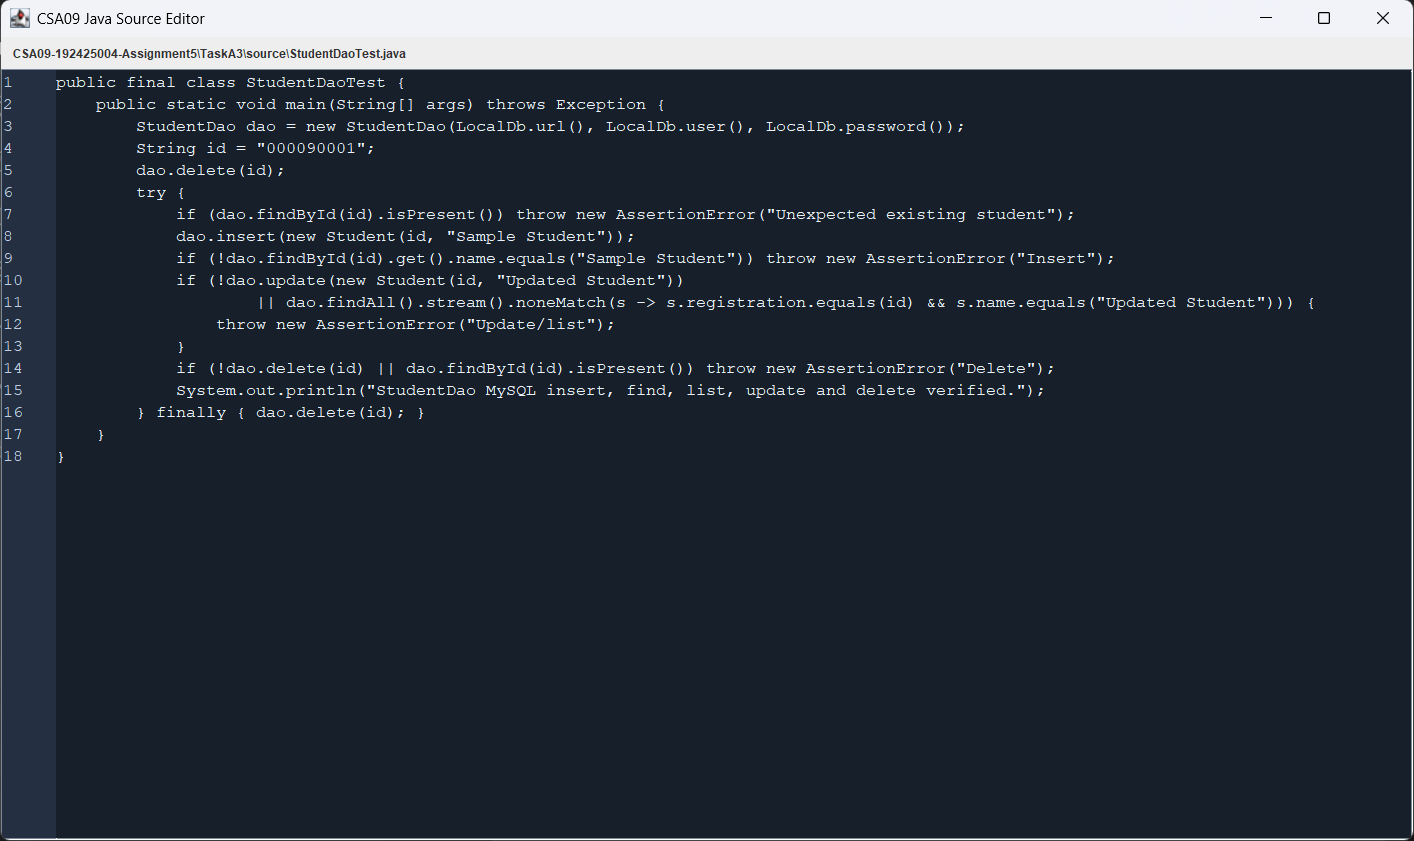 CSA09 Java Source Editor
CSA09-192425004-Assignment5\TaskA3\source\StudentDaoTest.java
1 public final class StudentDaoTest {
2     public static void main(String[] args) throws Exception {
3         StudentDao dao = new StudentDao(LocalDb.url(), LocalDb.user(), LocalDb.password());
4         String id = "000090001";
5         dao.delete(id);
6         try {
7             if (dao.findById(id).isPresent()) throw new AssertionError("Unexpected existing student");
8             dao.insert(new Student(id, "Sample Student"));
9             if (!dao.findById(id).get().name.equals("Sample Student")) throw new AssertionError("Insert");
10             if (!dao.update(new Student(id, "Updated Student"))
11                     || dao.findAll().stream().noneMatch(s -> s.registration.equals(id) && s.name.equals("Updated Student"))) {
12                 throw new AssertionError("Update/list");
13             }
14             if (!dao.delete(id) || dao.findById(id).isPresent()) throw new AssertionError("Delete");
15             System.out.println("StudentDao MySQL insert, find, list, update and delete verified.");
16         } finally { dao.delete(id); }
17     }
18 }